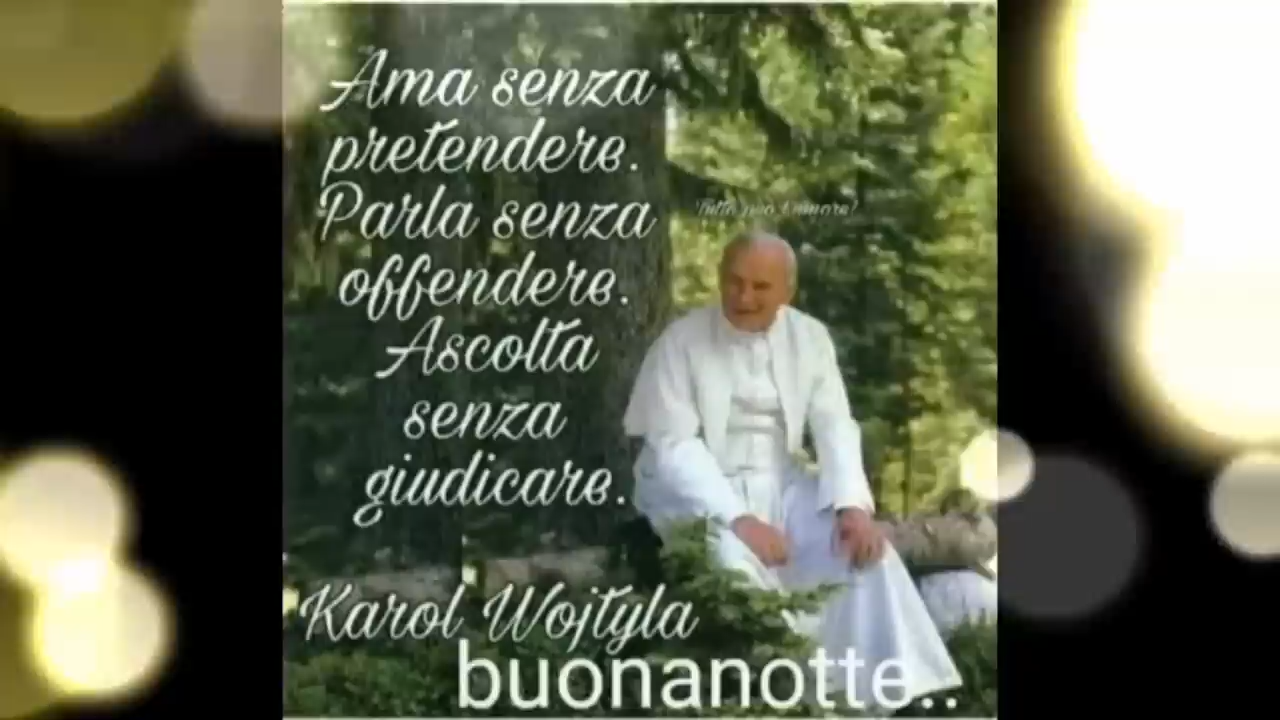 Ama senza
pretendere.
Parla senza
offendere.
Ascolta
senza
giudicare.
Karol Wojtyla
buonanotte..